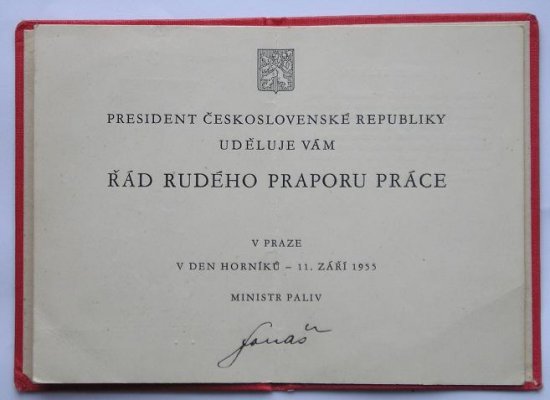 PRESIDENT ČESKOSLOVENSKÉ REPUBLIKY
UDĚLUJE VÁM
ŘÁD RUDÉHO PRAPORU PRÁCE
V PRAZE
V DEN HORNÍKŮ – 11. ZÁŘÍ 1955
MINISTR PALIV
Jonáš